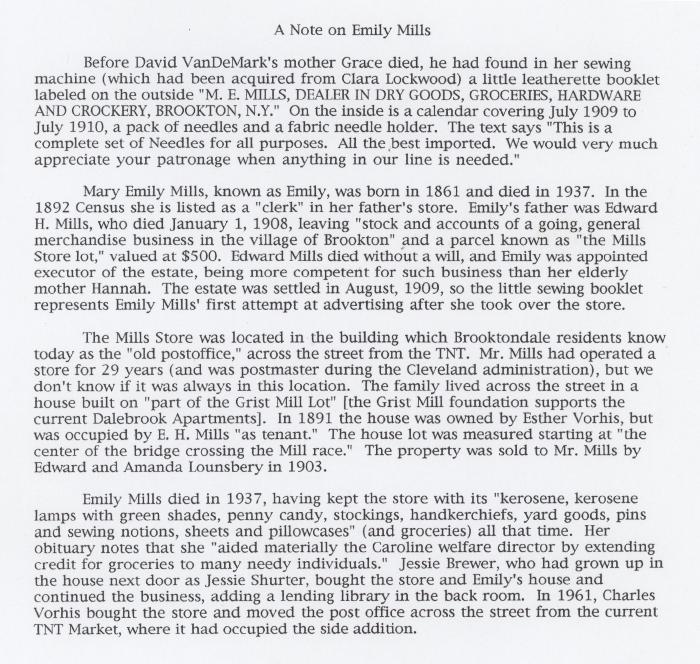 A Note on Emily Mills
Before David VanDeMark's mother Grace died, he had found in her sewing
machine (which had been acquired from Clara Lockwood) a little leatherette booklet
labeled on the outside "M. E. MILLS, DEALER IN DRY GOODS, GROCERIES, HARDWARE
AND CROCKERY, BROOKTON, N.Y." On the inside is a calendar covering July 1909 to
July 1910, a pack of needles and a fabric needle holder. The text says "This is a
complete set of Needles for all purposes. All the best imported. We would very much
appreciate your patronage when anything in our line is needed."
Mary Emily Mills, known as Emily, was born in 1861 and died in 1937. In the
1892 Census she is listed as a "clerk" in her father's store. Emily's father was Edward
H. Mills, who died January 1, 1908, leaving "stock and accounts of a going, general
merchandise business in the village of Brookton" and a parcel known as "the Mills
Store lot," valued at $500. Edward Mills died without a will, and Emily was appointed
executor of the estate, being more competent for such business than her elderly
mother Hannah. The estate was settled in August, 1909, so the little sewing booklet
represents Emily Mills' first attempt at advertising after she took over the store.
The Mills Store was located in the building which Brooktondale residents know
today as the "old postoffice," across the street from the TNT. Mr. Mills had operated a
store for 29 years (and was postmaster during the Cleveland administration), but we
don't know if it was always in this location. The family lived across the street in a
house built on "part of the Grist Mill Lot" [the Grist Mill foundation supports the
current Dalebrook Apartments]. In 1891 the house was owned by Esther Vorhis, but
was occupied by E. H. Mills "as tenant." The house lot was measured starting at "the
center of the bridge crossing the Mill race." The property was sold to Mr. Mills by
Edward and Amanda Lounsbery in 1903.
Emily Mills died in 1937, having kept the store with its "kerosene, kerosene
lamps with green shades, penny candy, stockings, handkerchiefs, yard goods, pins
and sewing notions, sheets and pillowcases" (and groceries) all that time. Her
obituary notes that she "aided materially the Caroline welfare director by extending
credit for groceries to many needy individuals." Jessie Brewer, who had grown up in
the house next door as Jessie Shurter, bought the store and Emily's house and
continued the business, adding a lending library in the back room. In 1961, Charles
Vorhis bought the store and moved the post office across the street from the current
TNT Market, where it had occupied the side addition.